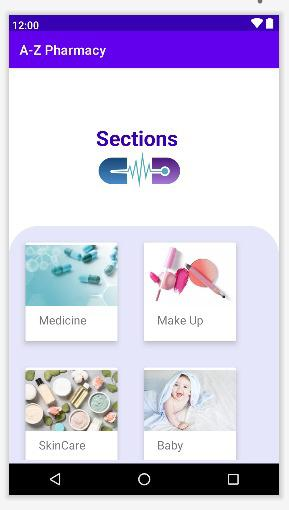 12:00
A-Z Pharmacy
Sections
Medicine
Make Up
SkinCare
Baby